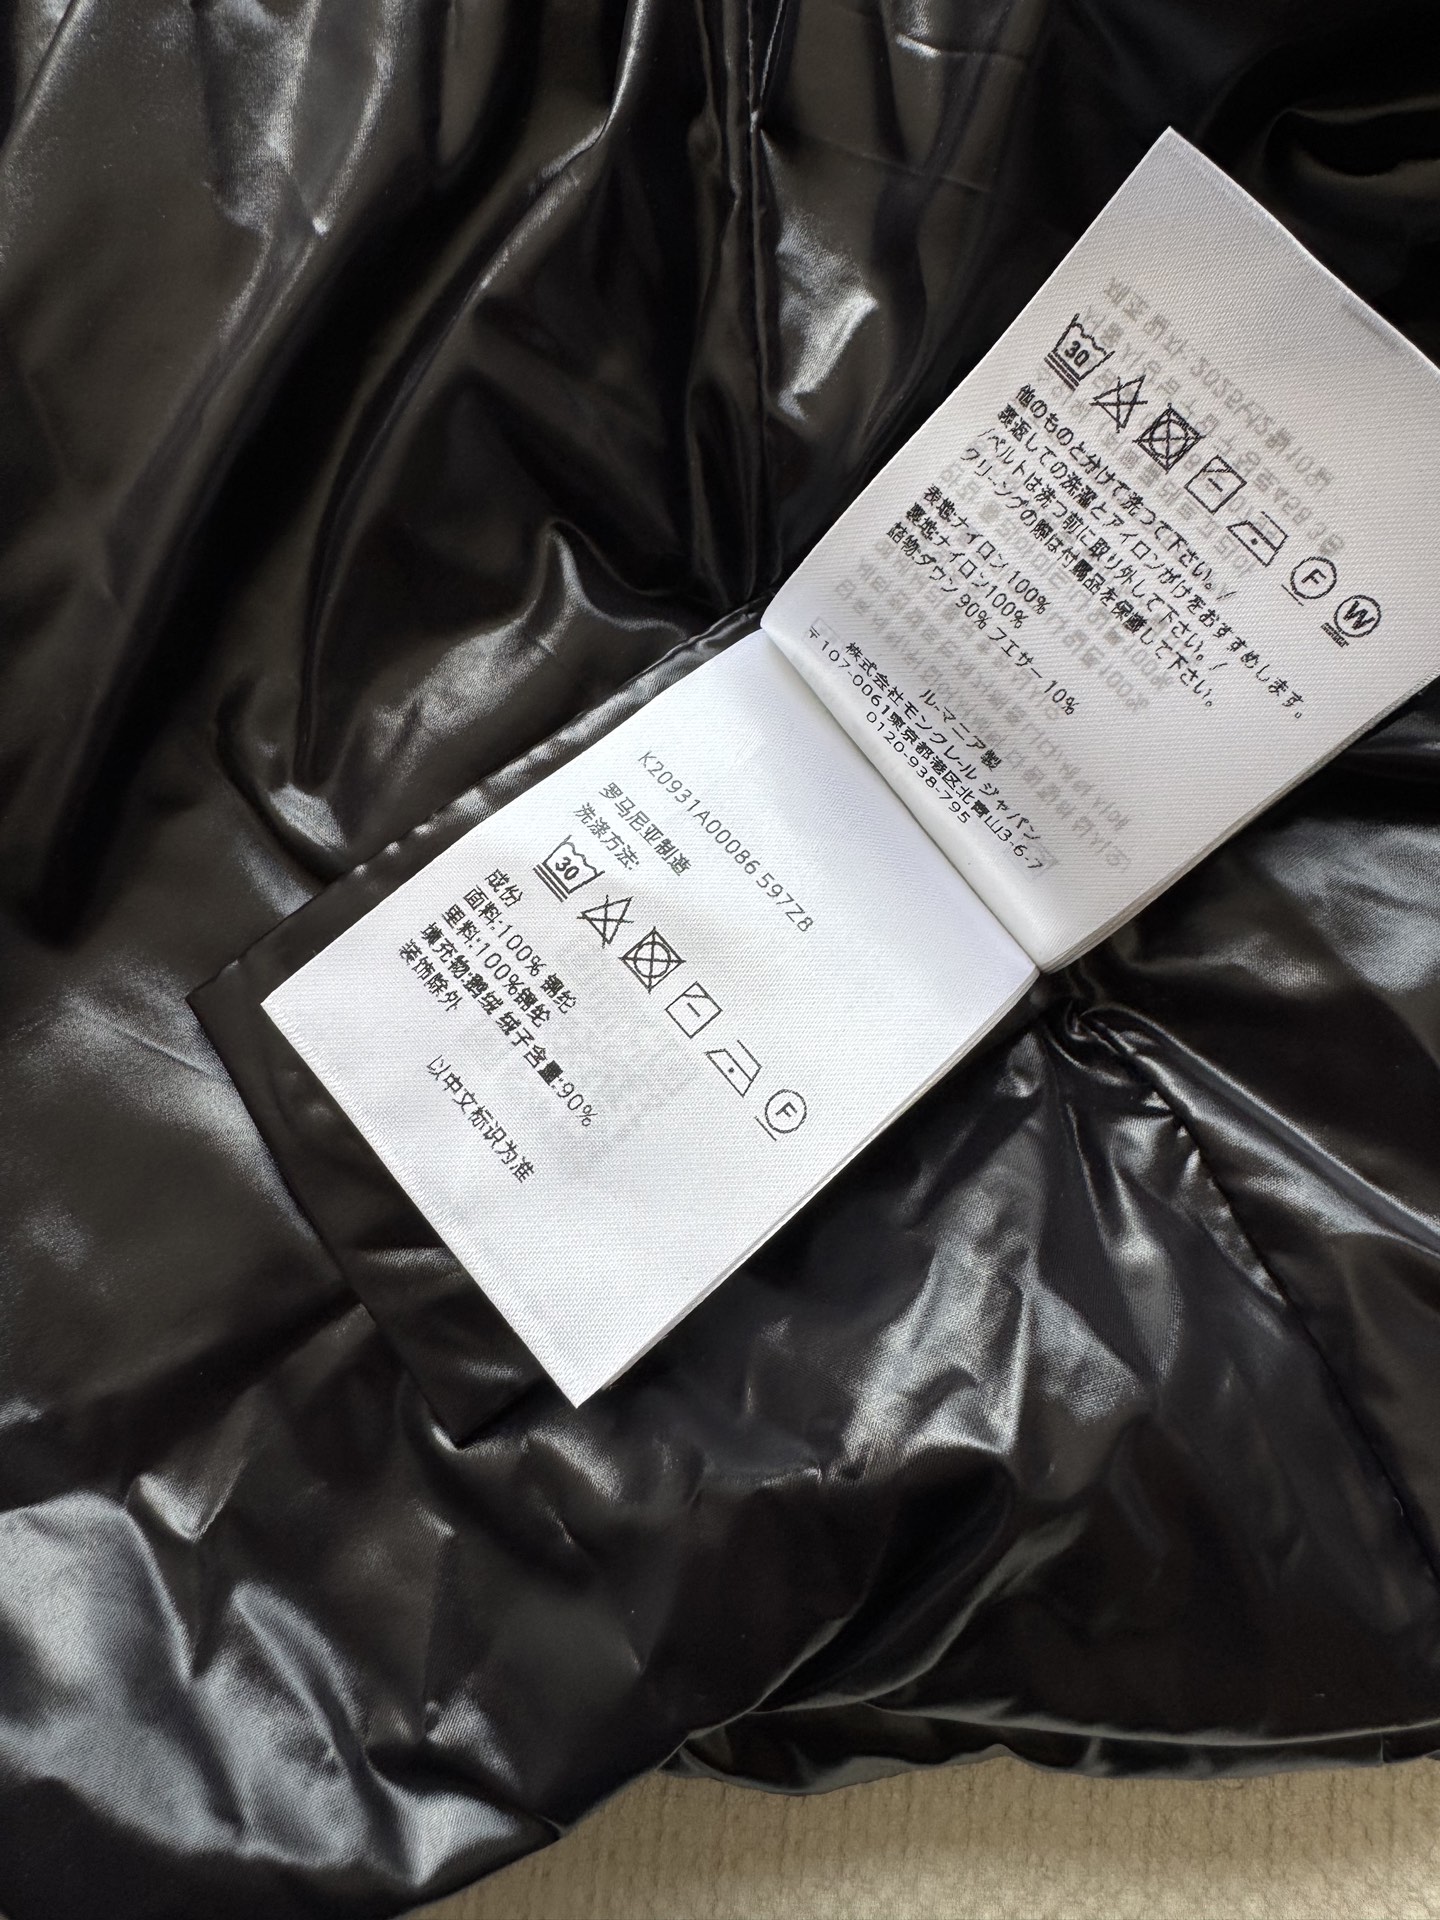 30
他のものと分けて洗って下さい。/
裏返しての洗濯とアイロンがけをおすすめします。
/ベルトは洗う前に取り外して下さい。/
クリーングの際は付属品を保護して下さい。
F
W
表地:ナイロン 100%
裏地:ナイロン100%
詰物:ダウン 90% フェザー 10%
ルーマニア製
株式会社モンクレール ジャパン
〒107-0061東京都港区北青山3-6-7
0120-938-795
K20931A00086 597Z8
罗马尼亚制造
洗涤方法:
30
F
成份
面料:100% 锦纶
里料:100%锦纶
填充物:鹅绒 绒子含量:90%
装饰除外
以中文标识为准